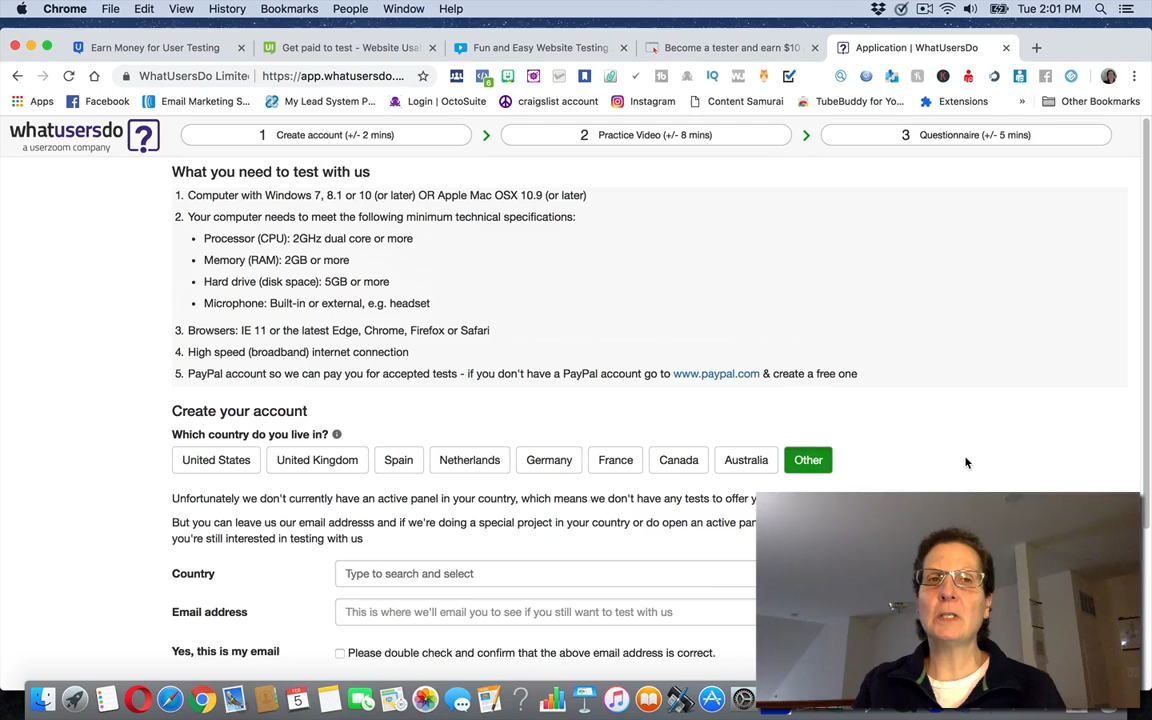 Chrome File Edit View History Bookmarks People Window Help Tue 2:01 PM
Earn Money for User Testing Get paid to test - Website Usa Fun and Easy Website Testing Become a tester and earn $10 Application | WhatUsersDo
WhatUsersDo Limite https://app.whatusersdo....
Apps Facebook Email Marketing S... My Lead System P... Login | OctoSuite craigslist account Instagram Content Samurai TubeBuddy for Yo... Extensions » Other Bookmarks
whatusersdo
a userzoom company
1 Create account (+/- 2 mins) 2 Practice Video (+/- 8 mins) 3 Questionnaire (+/- 5 mins)
What you need to test with us
1. Computer with Windows 7, 8.1 or 10 (or later) OR Apple Mac OSX 10.9 (or later)
2. Your computer needs to meet the following minimum technical specifications:
• Processor (CPU): 2GHz dual core or more
• Memory (RAM): 2GB or more
• Hard drive (disk space): 5GB or more
• Microphone: Built-in or external, e.g. headset
3. Browsers: IE 11 or the latest Edge, Chrome, Firefox or Safari
4. High speed (broadband) internet connection
5. PayPal account so we can pay you for accepted tests - if you don't have a PayPal account go to www.paypal.com & create a free one
Create your account
Which country do you live in?
United States United Kingdom Spain Netherlands Germany France Canada Australia Other
Unfortunately we don't currently have an active panel in your country, which means we don't have any tests to offer y
But you can leave us our email addresss and if we're doing a special project in your country or do open an active pan
you're still interested in testing with us
Country Type to search and select
Email address This is where we'll email you to see if you still want to test with us
Yes, this is my email Please double check and confirm that the above email address is correct.